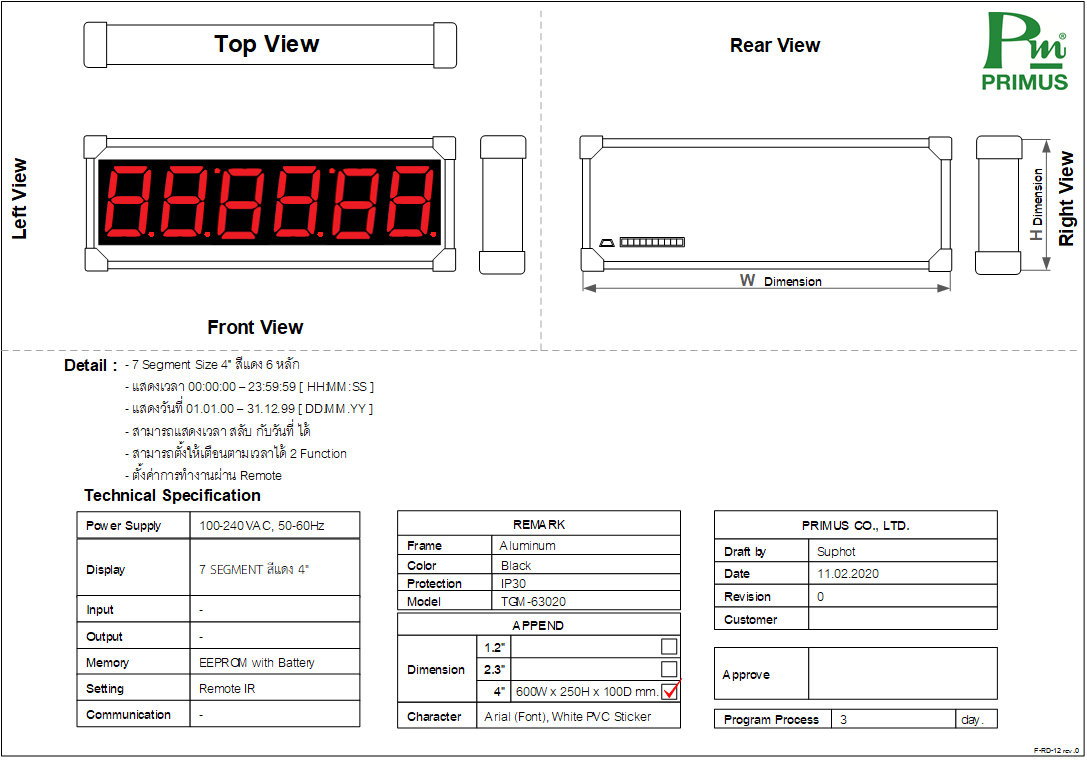 Top View
Rear View
Pm®
PRIMUS
Left View
H Dimension
Right View
W Dimension
Front View
Detail : - 7 Segment Size 4" สีแดง 6 หลัก
- แสดงเวลา 00:00:00 – 23:59:59 [ HH:MM:SS ]
- แสดงวันที่ 01.01.00 – 31.12.99 [ DD.MM.YY ]
- สามารถแสดงเวลา สลับ กับวันที่ ได้
- สามารถตั้งให้เตือนตามเวลาได้ 2 Function
- ตั้งค่าการทำงานผ่าน Remote
Technical Specification
Power Supply 100-240 VAC, 50-60Hz
Display 7 SEGMENT สีแดง 4"
Input -
Output -
Memory EEPROM with Battery
Setting Remote IR
Communication -
REMARK
Frame Aluminum
Color Black
Protection IP30
Model TGM-63020
APPEND
Dimension
1.2"
2.3"
4" 600W x 250H x 100D mm.
Character Arial (Font), White PVC Sticker
PRIMUS CO., LTD.
Draft by Suphot
Date 11.02.2020
Revision 0
Customer
Approve
Program Process 3 day.
F-RD-12 rev.0